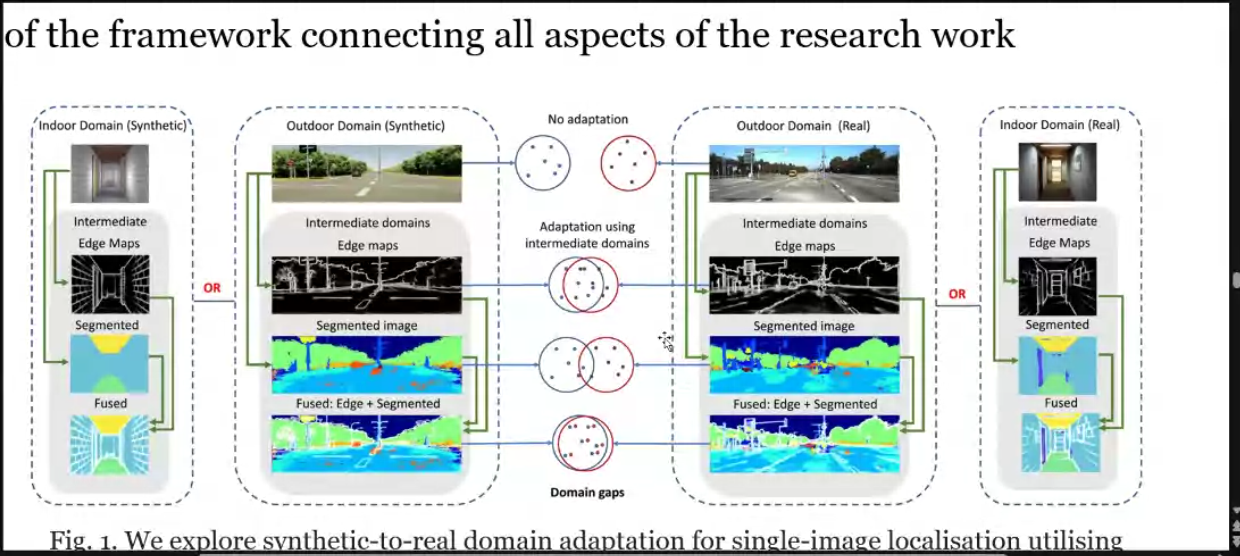 of the framework connecting all aspects of the research work
Indoor Domain (Synthetic)
Intermediate
Edge Maps
Segmented
Fused
OR
Outdoor Domain (Synthetic)
Intermediate domains
Edge maps
Segmented image
Fused: Edge + Segmented
No adaptation
Adaptation using
intermediate domains
Domain gaps
Outdoor Domain (Real)
Intermediate domains
Edge maps
Segmented image
Fused: Edge + Segmented
OR
Indoor Domain (Real)
Intermediate
Edge Maps
Segmented
Fused
Fig. 1. We explore synthetic-to-real domain adaptation for single-image localisation utilising